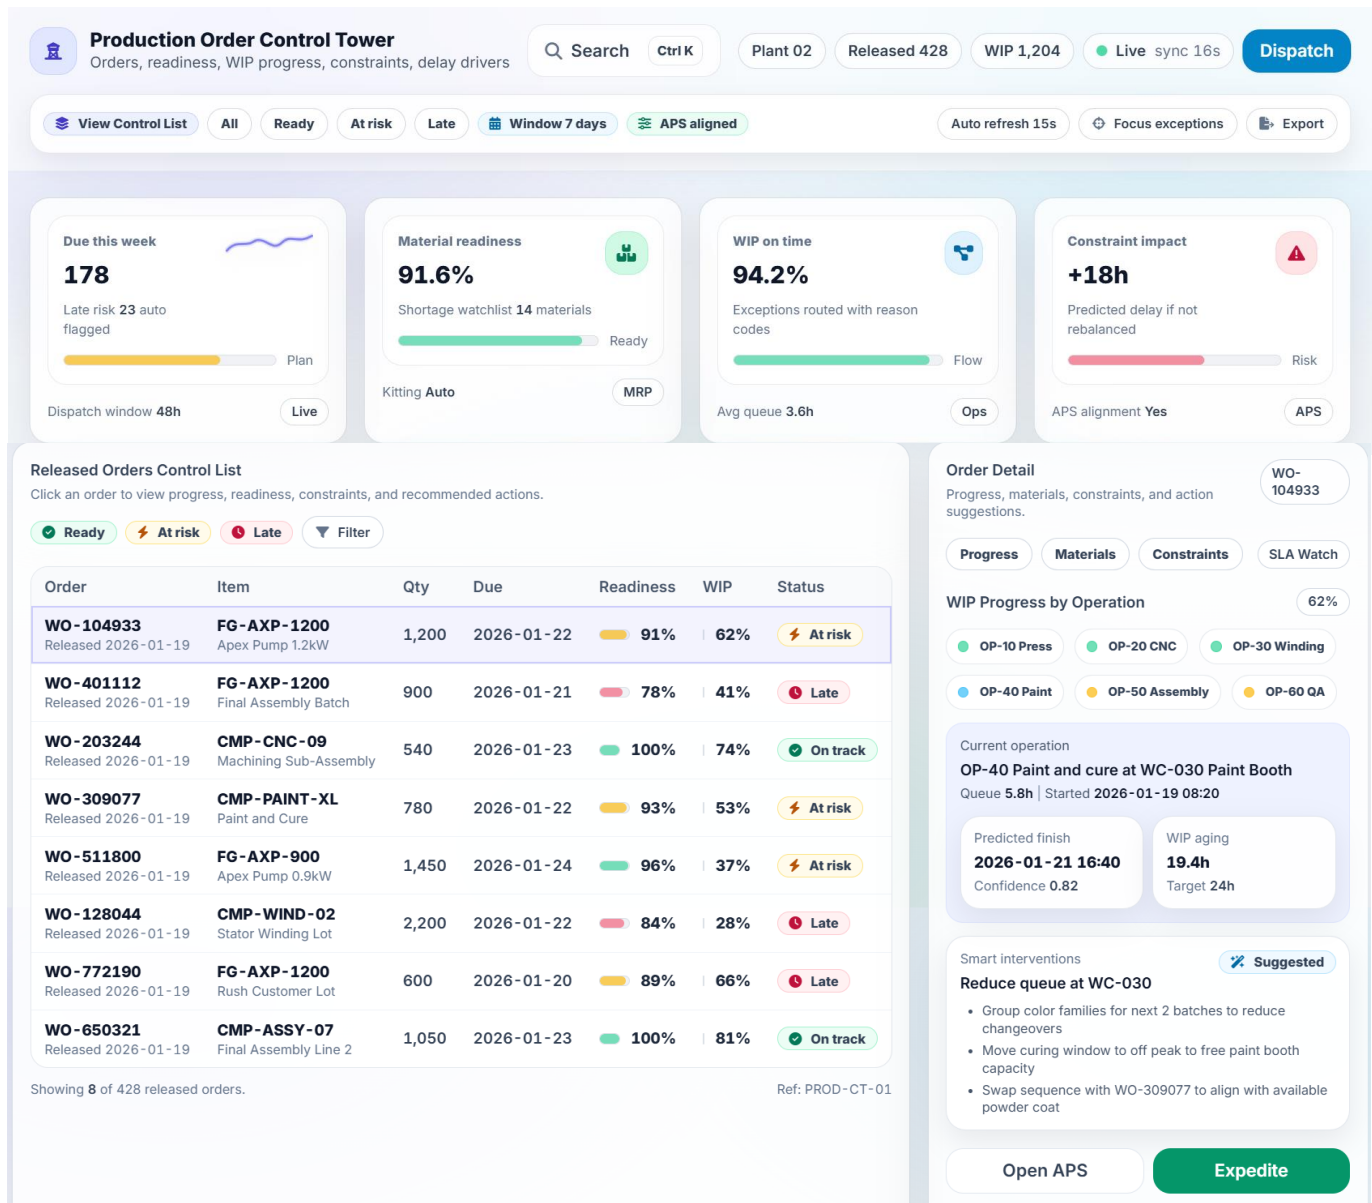 Production Order Control Tower
Orders, readiness, WIP progress, constraints, delay drivers
Search Ctrl K
Plant 02
Released 428
WIP 1,204
Live sync 16s
Dispatch
View Control List
All
Ready
At risk
Late
Window 7 days
APS aligned
Auto refresh 15s
Focus exceptions
Export
Due this week
178
Late risk 23 auto
flagged
Plan
Dispatch window 48h
Live
Material readiness
91.6%
Shortage watchlist 14 materials
Ready
Kitting Auto
MRP
WIP on time
94.2%
Exceptions routed with reason
codes
Flow
Avg queue 3.6h
Ops
Constraint impact
+18h
Predicted delay if not
rebalanced
Risk
APS alignment Yes
APS
Released Orders Control List
Click an order to view progress, readiness, constraints, and recommended actions.
Ready
At risk
Late
Filter
Order Item Qty Due Readiness WIP Status
WO-104933 FG-AXP-1200 1,200 2026-01-22 91% 62% At risk
Released 2026-01-19 Apex Pump 1.2kW
WO-401112 FG-AXP-1200 900 2026-01-21 78% 41% Late
Released 2026-01-19 Final Assembly Batch
WO-203244 CMP-CNC-09 540 2026-01-23 100% 74% On track
Released 2026-01-19 Machining Sub-Assembly
WO-309077 CMP-PAINT-XL 780 2026-01-22 93% 53% At risk
Released 2026-01-19 Paint and Cure
WO-511800 FG-AXP-900 1,450 2026-01-24 96% 37% At risk
Released 2026-01-19 Apex Pump 0.9kW
WO-128044 CMP-WIND-02 2,200 2026-01-22 84% 28% Late
Released 2026-01-19 Stator Winding Lot
WO-772190 FG-AXP-1200 600 2026-01-20 89% 66% Late
Released 2026-01-19 Rush Customer Lot
WO-650321 CMP-ASSY-07 1,050 2026-01-23 100% 81% On track
Released 2026-01-19 Final Assembly Line 2
Showing 8 of 428 released orders.
Ref: PROD-CT-01
Order Detail
Progress, materials, constraints, and action
suggestions.
WO-
104933
Progress
Materials
Constraints
SLA Watch
WIP Progress by Operation
62%
OP-10 Press
OP-20 CNC
OP-30 Winding
OP-40 Paint
OP-50 Assembly
OP-60 QA
Current operation
OP-40 Paint and cure at WC-030 Paint Booth
Queue 5.8h | Started 2026-01-19 08:20
Predicted finish
2026-01-21 16:40
Confidence 0.82
WIP aging
19.4h
Target 24h
Smart interventions
Suggested
Reduce queue at WC-030
• Group color families for next 2 batches to reduce
changeovers
• Move curing window to off peak to free paint booth
capacity
• Swap sequence with WO-309077 to align with available
powder coat
Open APS
Expedite